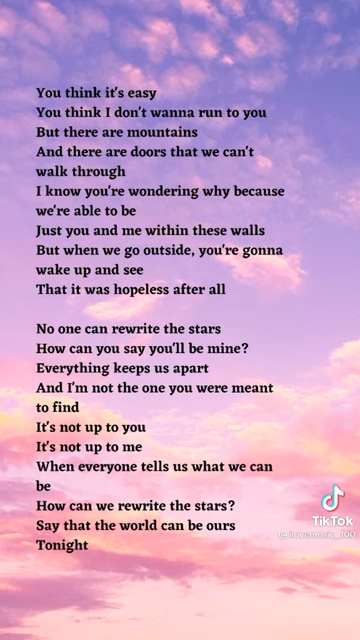 You think it's easy
You think I don't wanna run to you
But there are mountains
And there are doors that we can't
walk through
I know you're wondering why because
we're able to be
Just you and me within these walls
But when we go outside, you're gonna
wake up and see
That it was hopeless after all
No one can rewrite the stars
How can you say you'll be mine?
Everything keeps us apart
And I'm not the one you were meant
to find
It's not up to you
It's not up to me
When everyone tells us what we can
be
How can we rewrite the stars?
Say that the world can be ours
Tonight
TikTok